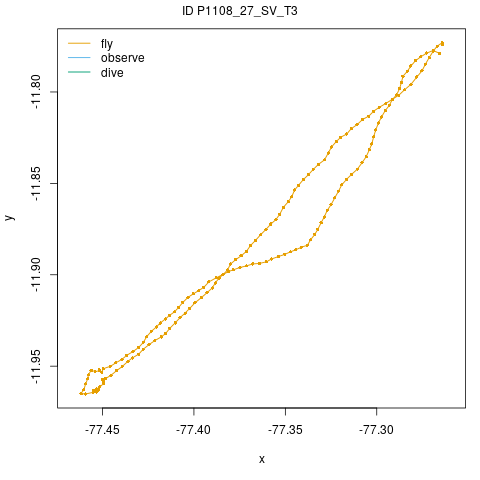 ID P1108_27_SV_T3
fly
observe
dive
y
-11.80
-11.85
-11.90
-11.95
-77.45
-77.40
-77.35
-77.30
x